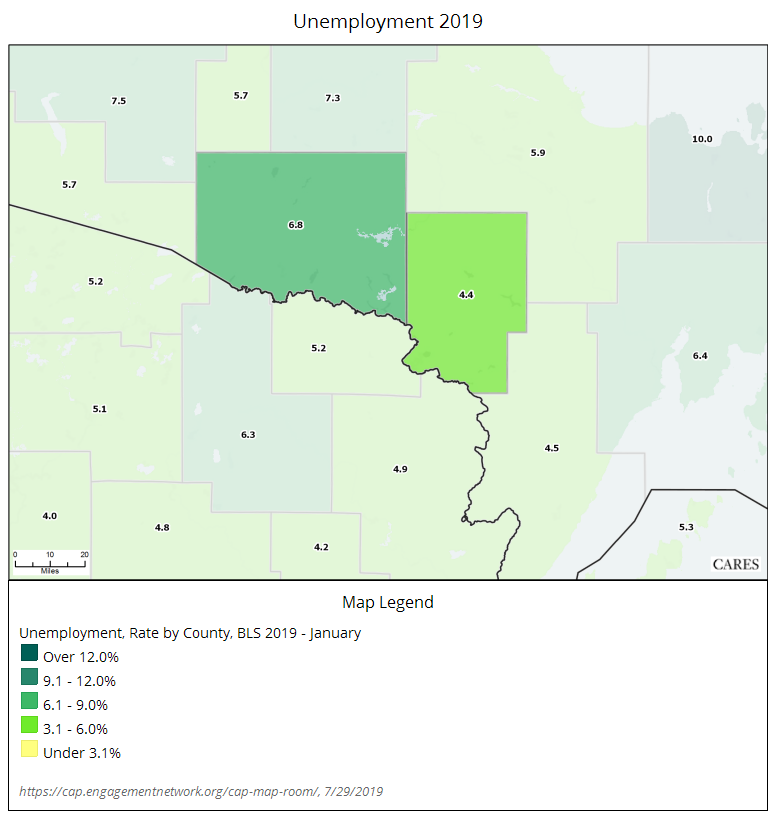 Unemployment 2019
7.5
5.7
7.3
5.9
10.0
5.7
6.8
5.2
4.4
5.2
6.4
5.1
6.3
4.5
4.9
4.0
4.8
4.2
5.3
0 10 20
Miles
CARES
Map Legend
Unemployment, Rate by County, BLS 2019 - January
Over 12.0%
9.1 - 12.0%
6.1 - 9.0%
3.1 - 6.0%
Under 3.1%
https://cap.engagementnetwork.org/cap-map-room/, 7/29/2019